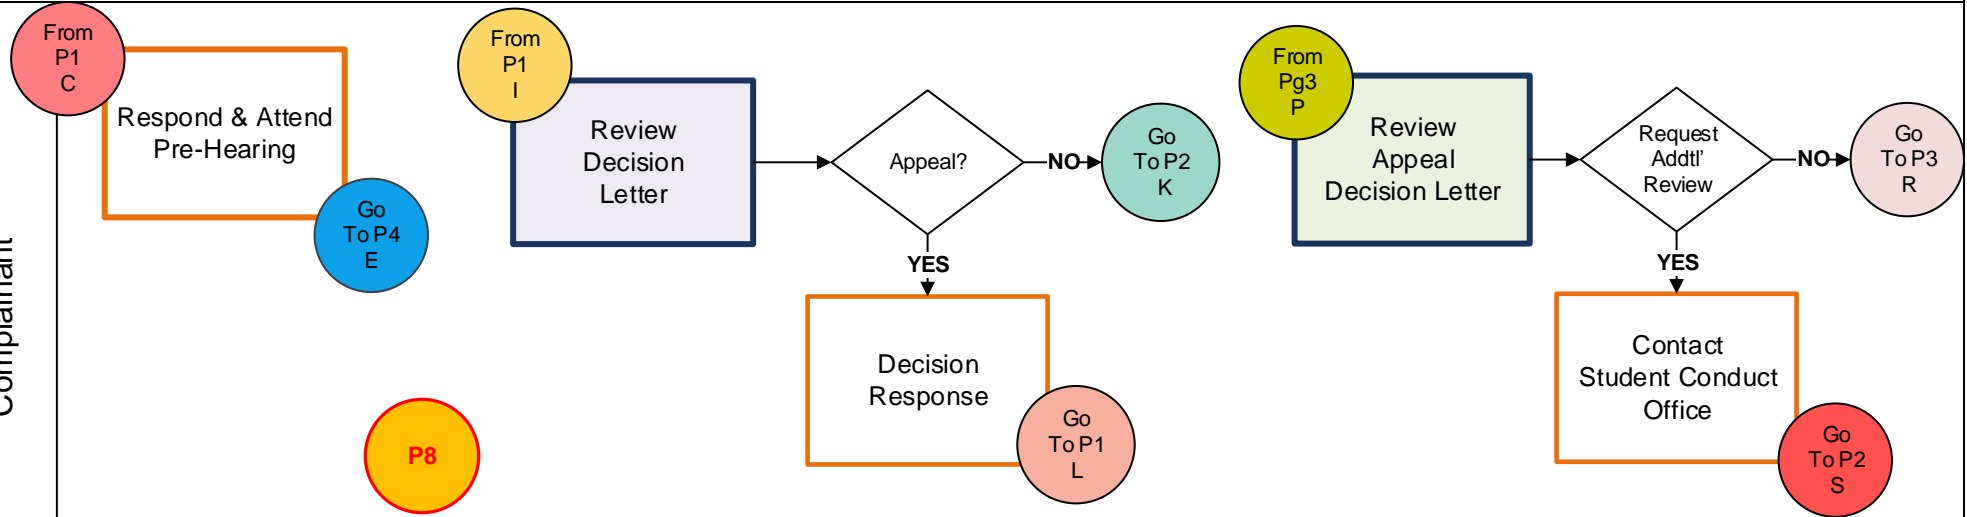 From
P1
C
Respond & Attend
Pre-Hearing
Go
To P4
E
From
P1
I
Review
Decision
Letter
Appeal?
NO
Go
To P2
K
YES
Decision
Response
Go
To P1
L
From
Pg3
P
Review
Appeal
Decision Letter
Request
Addtl’
Review
NO
Go
To P3
R
YES
Contact
Student Conduct
Office
Go
To P2
S
Complainant
P8